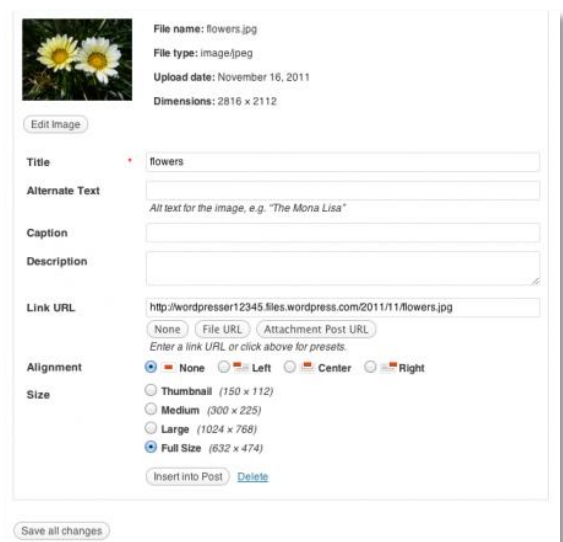 File name: flowers.jpg
File type: image/jpeg
Upload date: November 16, 2011
Dimensions: 2816 × 2112
Edit Image
Title * flowers
Alternate Text
Alt text for the image, e.g. "The Mona Lisa"
Caption
Description
Link URL http://wordpresser12345.files.wordpress.com/2011/11/flowers.jpg
None File URL Attachment Post URL
Enter a link URL or click above for presets.
Alignment None Left Center Right
Size Thumbnail (150 × 112)
Medium (300 × 225)
Large (1024 × 768)
Full Size (632 × 474)
Insert into Post Delete
Save all changes